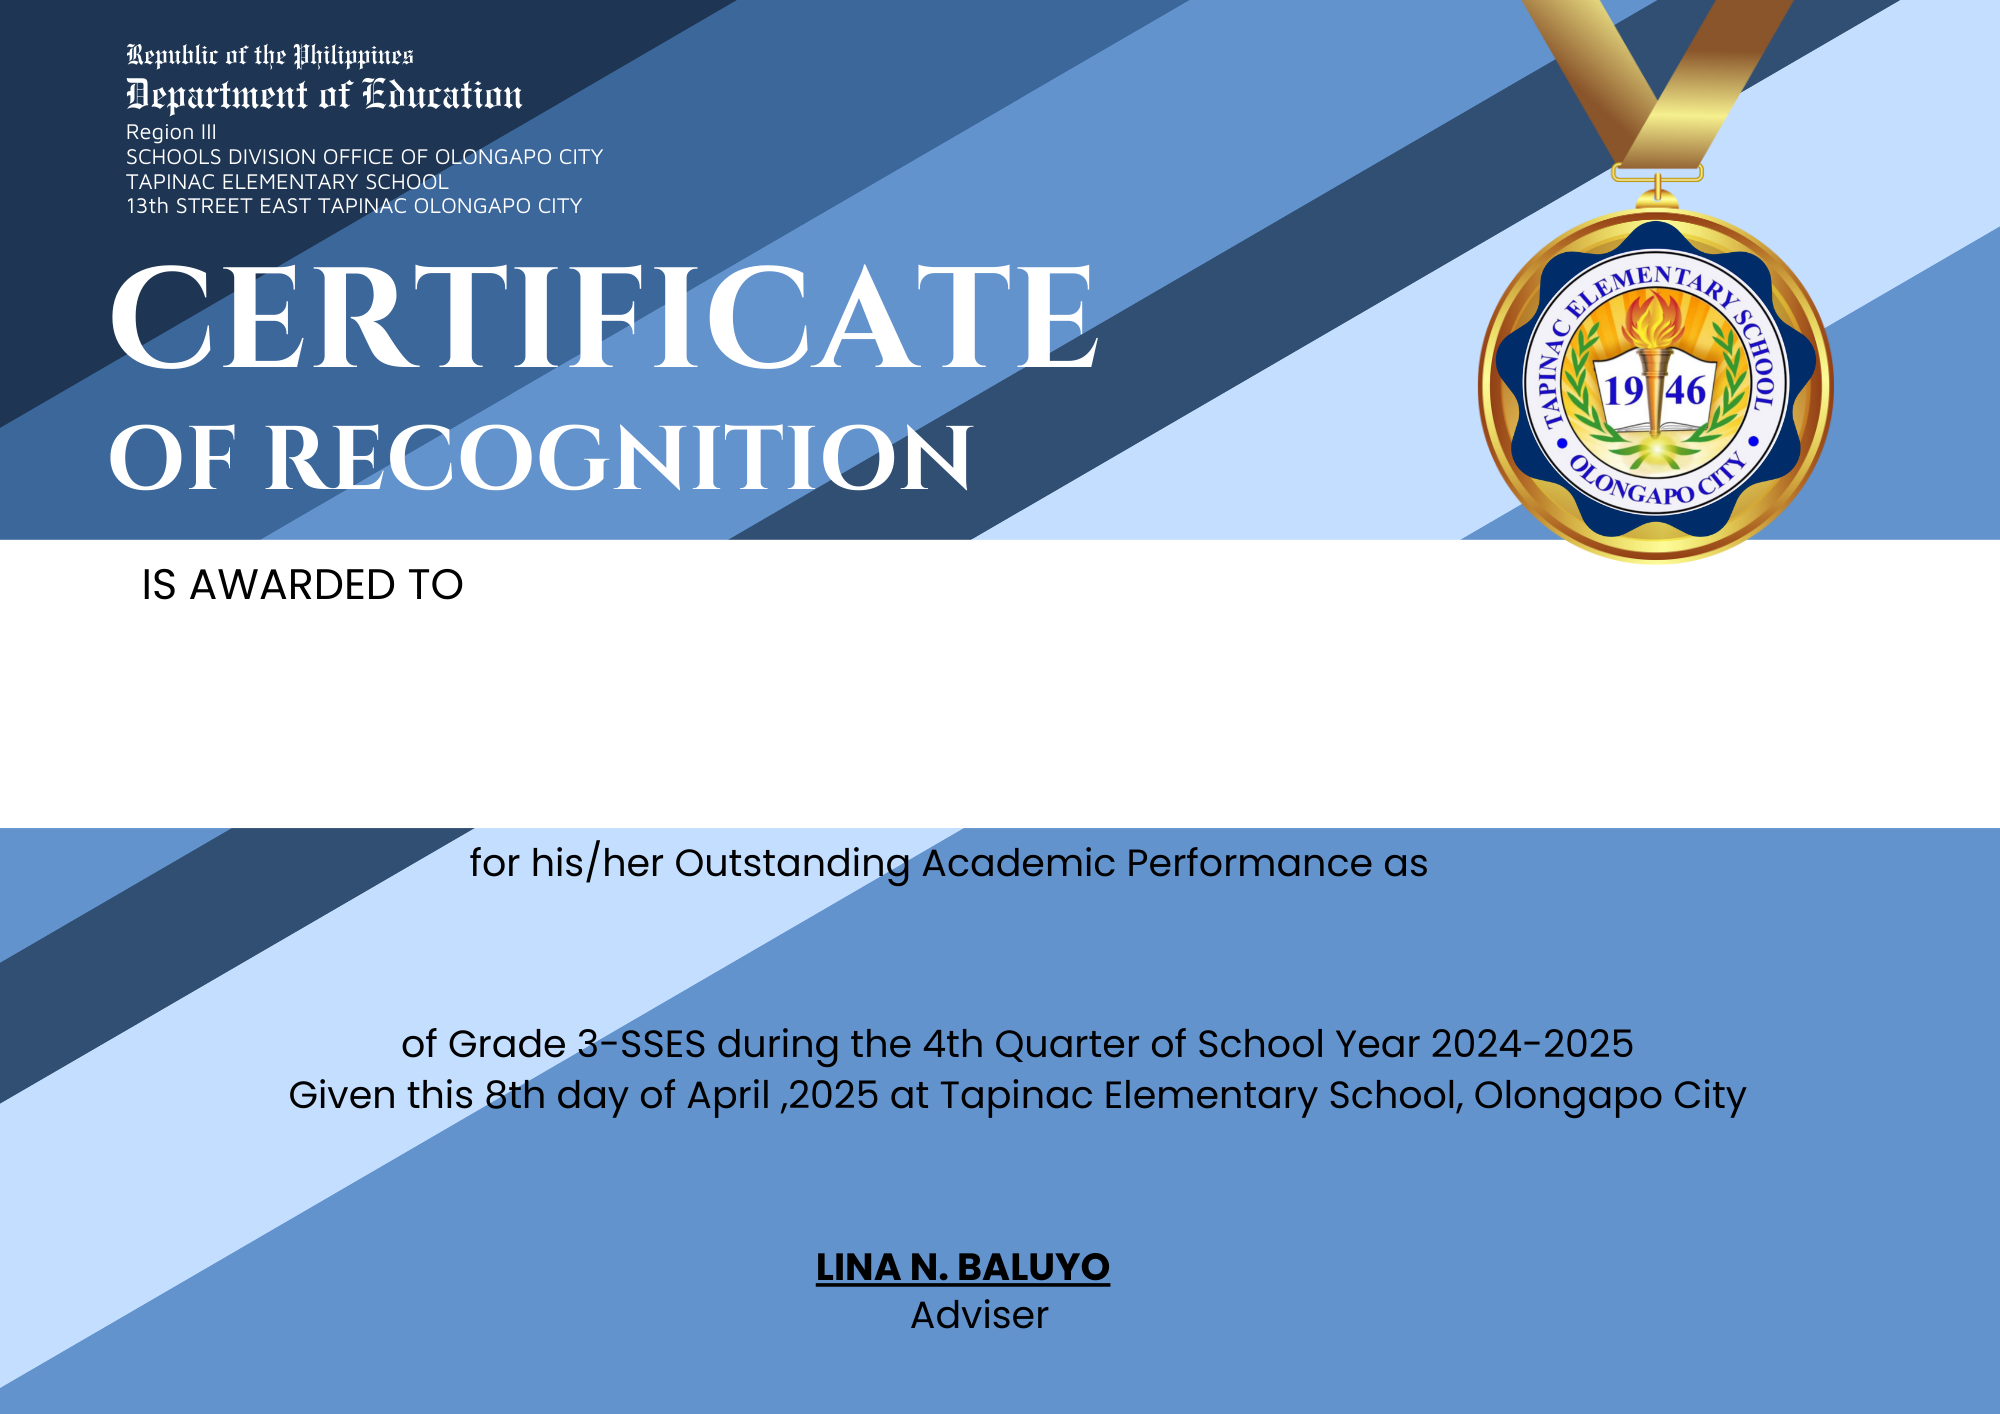 Republic of the Philippines
Department of Education
Region III
SCHOOLS DIVISION OFFICE OF OLONGAPO CITY
TAPINAC ELEMENTARY SCHOOL
13th STREET EAST TAPINAC OLONGAPO CITY
CERTIFICATE
OF RECOGNITION
TAPINAC ELEMENTARY SCHOOL
19 46
• OLONGAPO CITY •
IS AWARDED TO
for his/her Outstanding Academic Performance as
of Grade 3-SSES during the 4th Quarter of School Year 2024-2025
Given this 8th day of April ,2025 at Tapinac Elementary School, Olongapo City
LINA N. BALUYO
Adviser